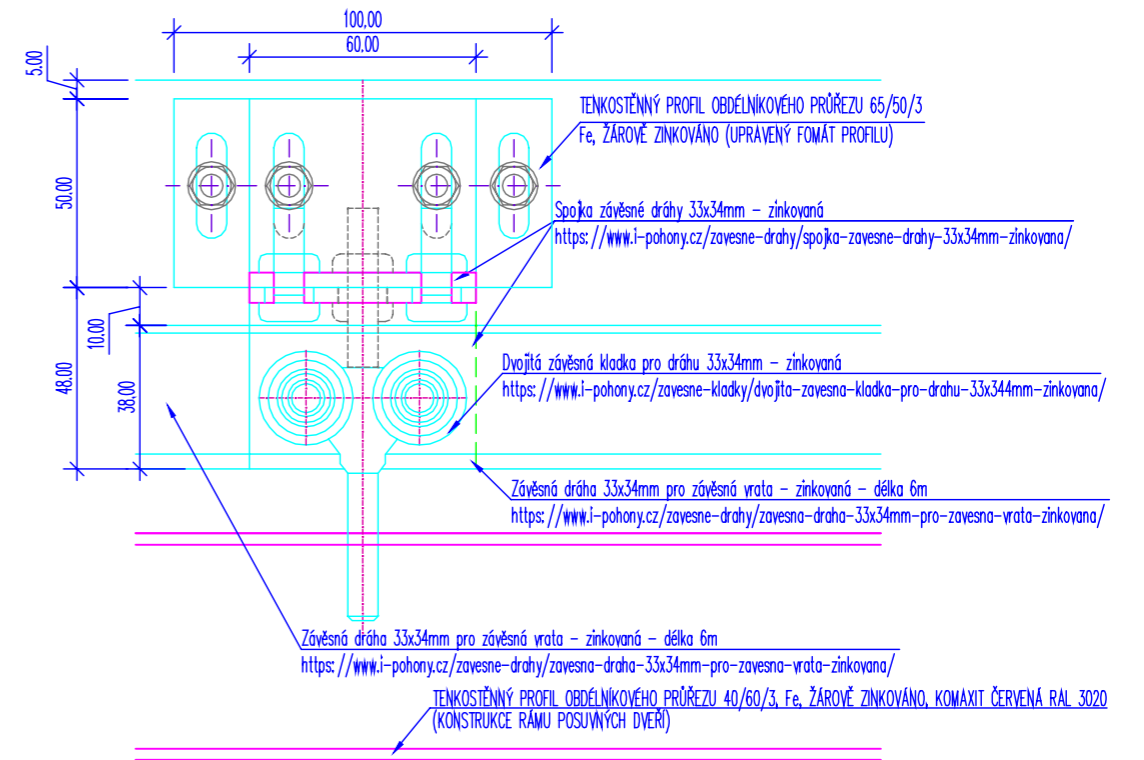 100,00
60.00
5.00
TENKOSTĚNNÝ PROFIL OBDÉLNÍKOVÉHO PRŮŘEZU 65/50/3
Fe, ŽÁROVĚ ZINKOVÁNO (UPRAVENÝ FOMÁT PROFILU)
50.00
Spojka závěsné dráhy 33x34mm – zinkovaná
https://www.i-pohony.cz/zavesne-drahy/spojka-zavesne-drahy-33x34mm-zinkovana/
10.00
48.00
38.00
Dvojitá závěsná kladka pro dráhu 33x34mm – zinkovaná
https://www.i-pohony.cz/zavesne-kladky/dvojita-zavesna-kladka-pro-drahu-33x344mm-zinkovana/
Závěsná dráha 33x34mm pro závěsná vrata – zinkovaná – délka 6m
https://www.i-pohony.cz/zavesne-drahy/zavesna-draha-33x34mm-pro-zavesna-vrata-zinkovana/
Závěsná dráha 33x34mm pro závěsná vrata – zinkovaná – délka 6m
https://www.i-pohony.cz/zavesne-drahy/zavesna-draha-33x34mm-pro-zavesna-vrata-zinkovana/
TENKOSTĚNNÝ PROFIL OBDÉLNÍKOVÉHO PRŮŘEZU 40/60/3, Fe, ŽÁROVĚ ZINKOVÁNO, KOMAXIT ČERVENÁ RAL 3020
(KONSTRUKCE RÁMU POSUVNÝCH DVEŘÍ)